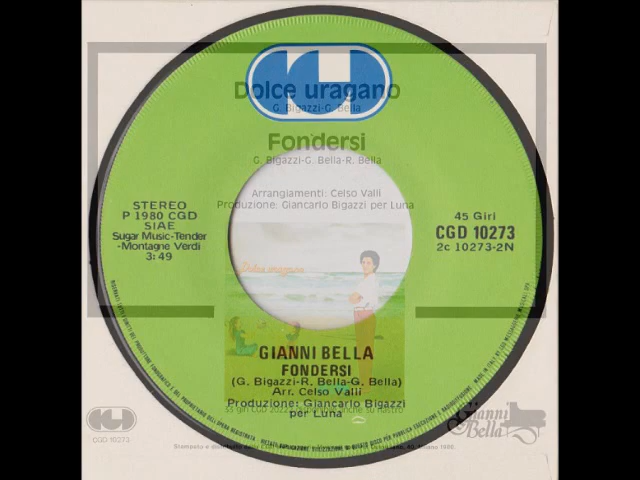 Dolce uragano
G. Bigazzi-G. Bella
Fondersi
G. Bigazzi-G. Bella-R. Bella
Arrangiamenti: Celso Valli
Produzione: Giancarlo Bigazzi per Luna
STEREO
P 1980 CGD
SIAE
Sugar Music-Tender
-Montagne Verdi
3:49
45 Giri
CGD 10273
2c 10273-2N
Dolce uragano
GIANNI BELLA
FONDERSI
(G. Bigazzi-R. Bella-G. Bella)
Arr. Celso Valli
Produzione: Giancarlo Bigazzi
per Luna
CGD 10273
Gianni
Bella